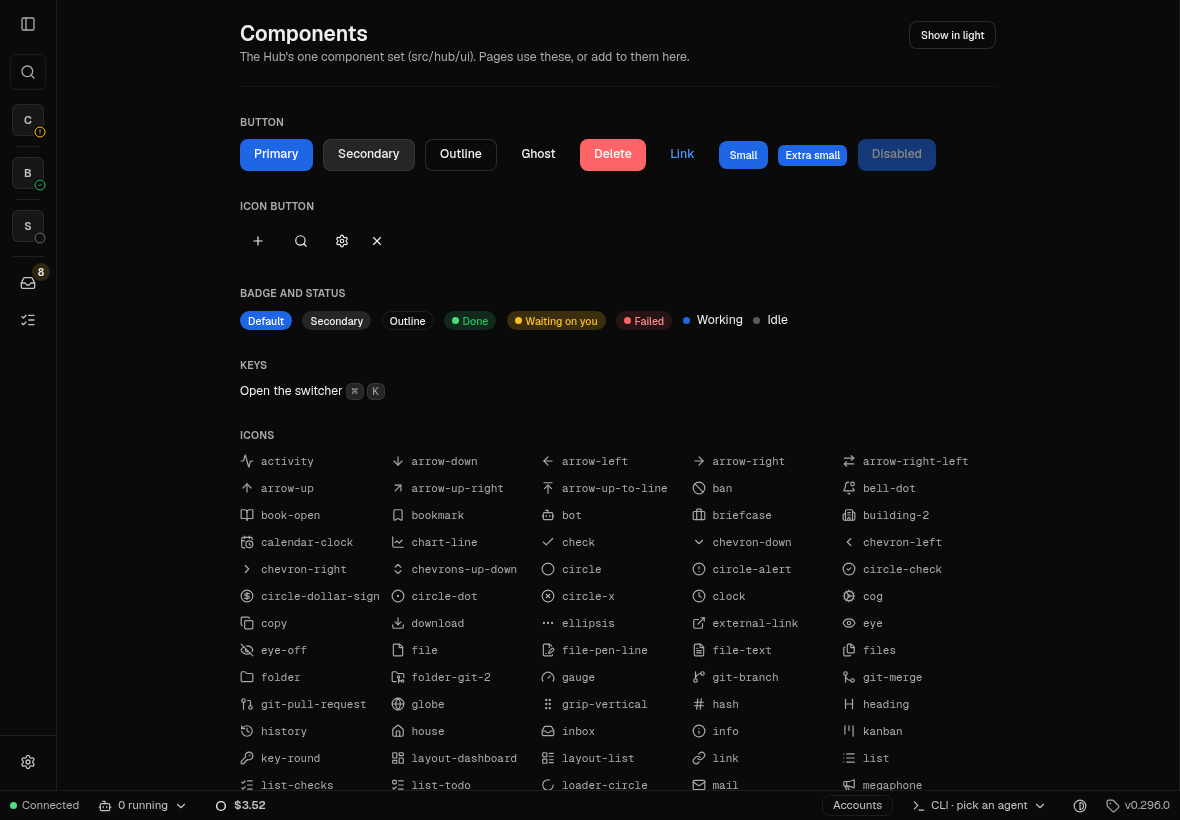 Components
Show in light
The Hub's one component set (src/hub/ui). Pages use these, or add to them here.
C
B
S
8
BUTTON
Primary Secondary Outline Ghost Delete Link Small Extra small Disabled
ICON BUTTON
BADGE AND STATUS
Default Secondary Outline Done Waiting on you Failed Working Idle
KEYS
Open the switcher ⌘ K
ICONS
activity arrow-down arrow-left arrow-right arrow-right-left
arrow-up arrow-up-right arrow-up-to-line ban bell-dot
book-open bookmark bot briefcase building-2
calendar-clock chart-line check chevron-down chevron-left
chevron-right chevrons-up-down circle circle-alert circle-check
circle-dollar-sign circle-dot circle-x clock cog
copy download ellipsis external-link eye
eye-off file file-pen-line file-text files
folder folder-git-2 gauge git-branch git-merge
git-pull-request globe grip-vertical hash heading
history house inbox info kanban
key-round layout-dashboard layout-list link list
list-checks list-todo loader-circle mail megaphone
Connected 0 running $3.52 Accounts CLI · pick an agent v0.296.0